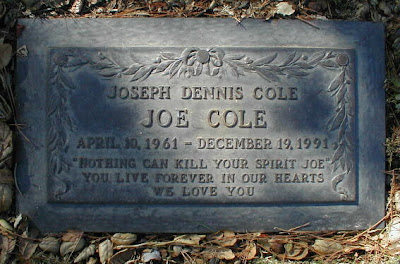 JOSEPH DENNIS COLE
JOE COLE
APRIL 10, 1961 – DECEMBER 19, 1991
"NOTHING CAN KILL YOUR SPIRIT JOE"
YOU LIVE FOREVER IN OUR HEARTS
WE LOVE YOU